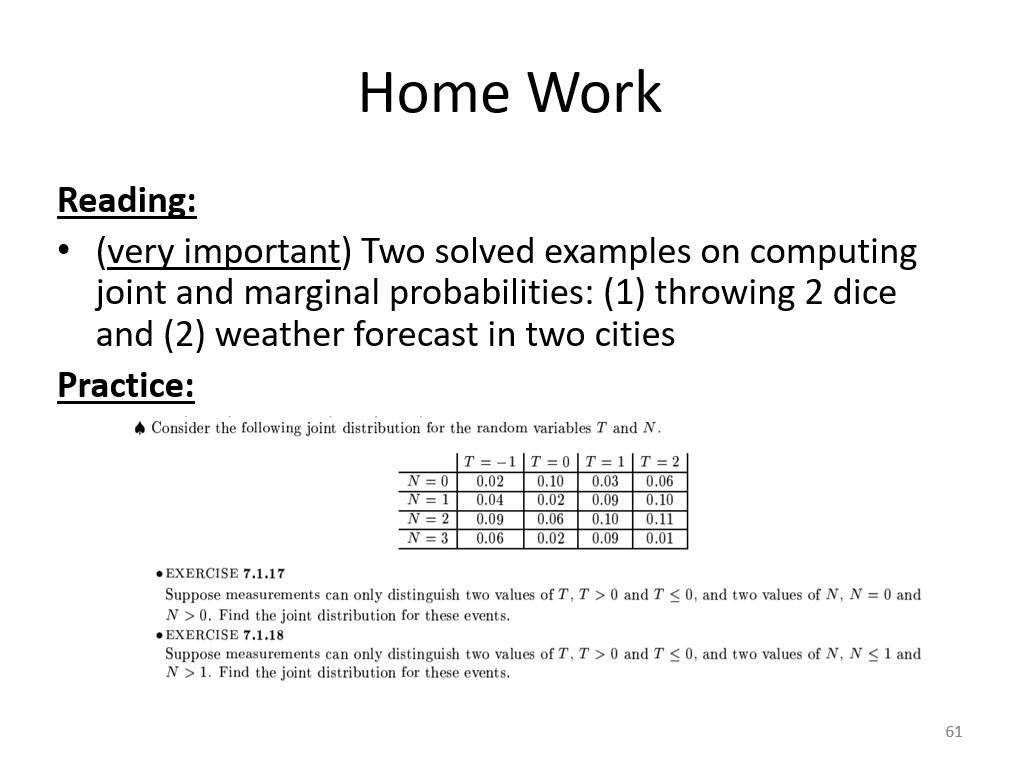 Home Work
Reading:
• (very important) Two solved examples on computing
joint and marginal probabilities: (1) throwing 2 dice
and (2) weather forecast in two cities
Practice:
♠ Consider the following joint distribution for the random variables T and N.
T = −1 T = 0 T = 1 T = 2
N = 0 0.02 0.10 0.03 0.06
N = 1 0.04 0.02 0.09 0.10
N = 2 0.09 0.06 0.10 0.11
N = 3 0.06 0.02 0.09 0.01
• EXERCISE 7.1.17
Suppose measurements can only distinguish two values of T, T > 0 and T ≤ 0, and two values of N, N = 0 and
N > 0. Find the joint distribution for these events.
• EXERCISE 7.1.18
Suppose measurements can only distinguish two values of T, T > 0 and T ≤ 0, and two values of N, N ≤ 1 and
N > 1. Find the joint distribution for these events.
61